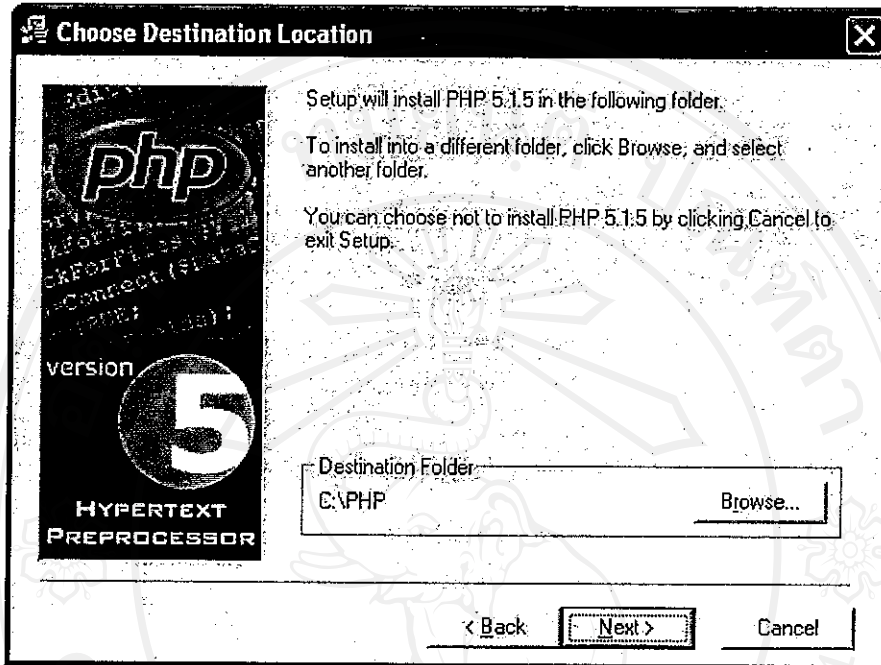 Choose Destination Location
php
version
5
HYPERTEXT
PREPROCESSOR
Setup will install PHP 5.1.5 in the following folder.
To install into a different folder, click Browse, and select
another folder.
You can choose not to install PHP 5.1.5 by clicking Cancel to
exit Setup.
Destination Folder
C:\PHP
Browse...
< Back
Next >
Cancel